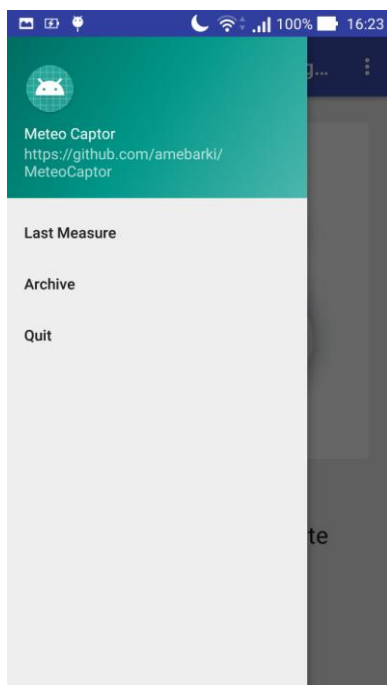 100% 16:23
g...
Meteo Captor
https://github.com/amebarki/
MeteoCaptor
Last Measure
Archive
Quit
te